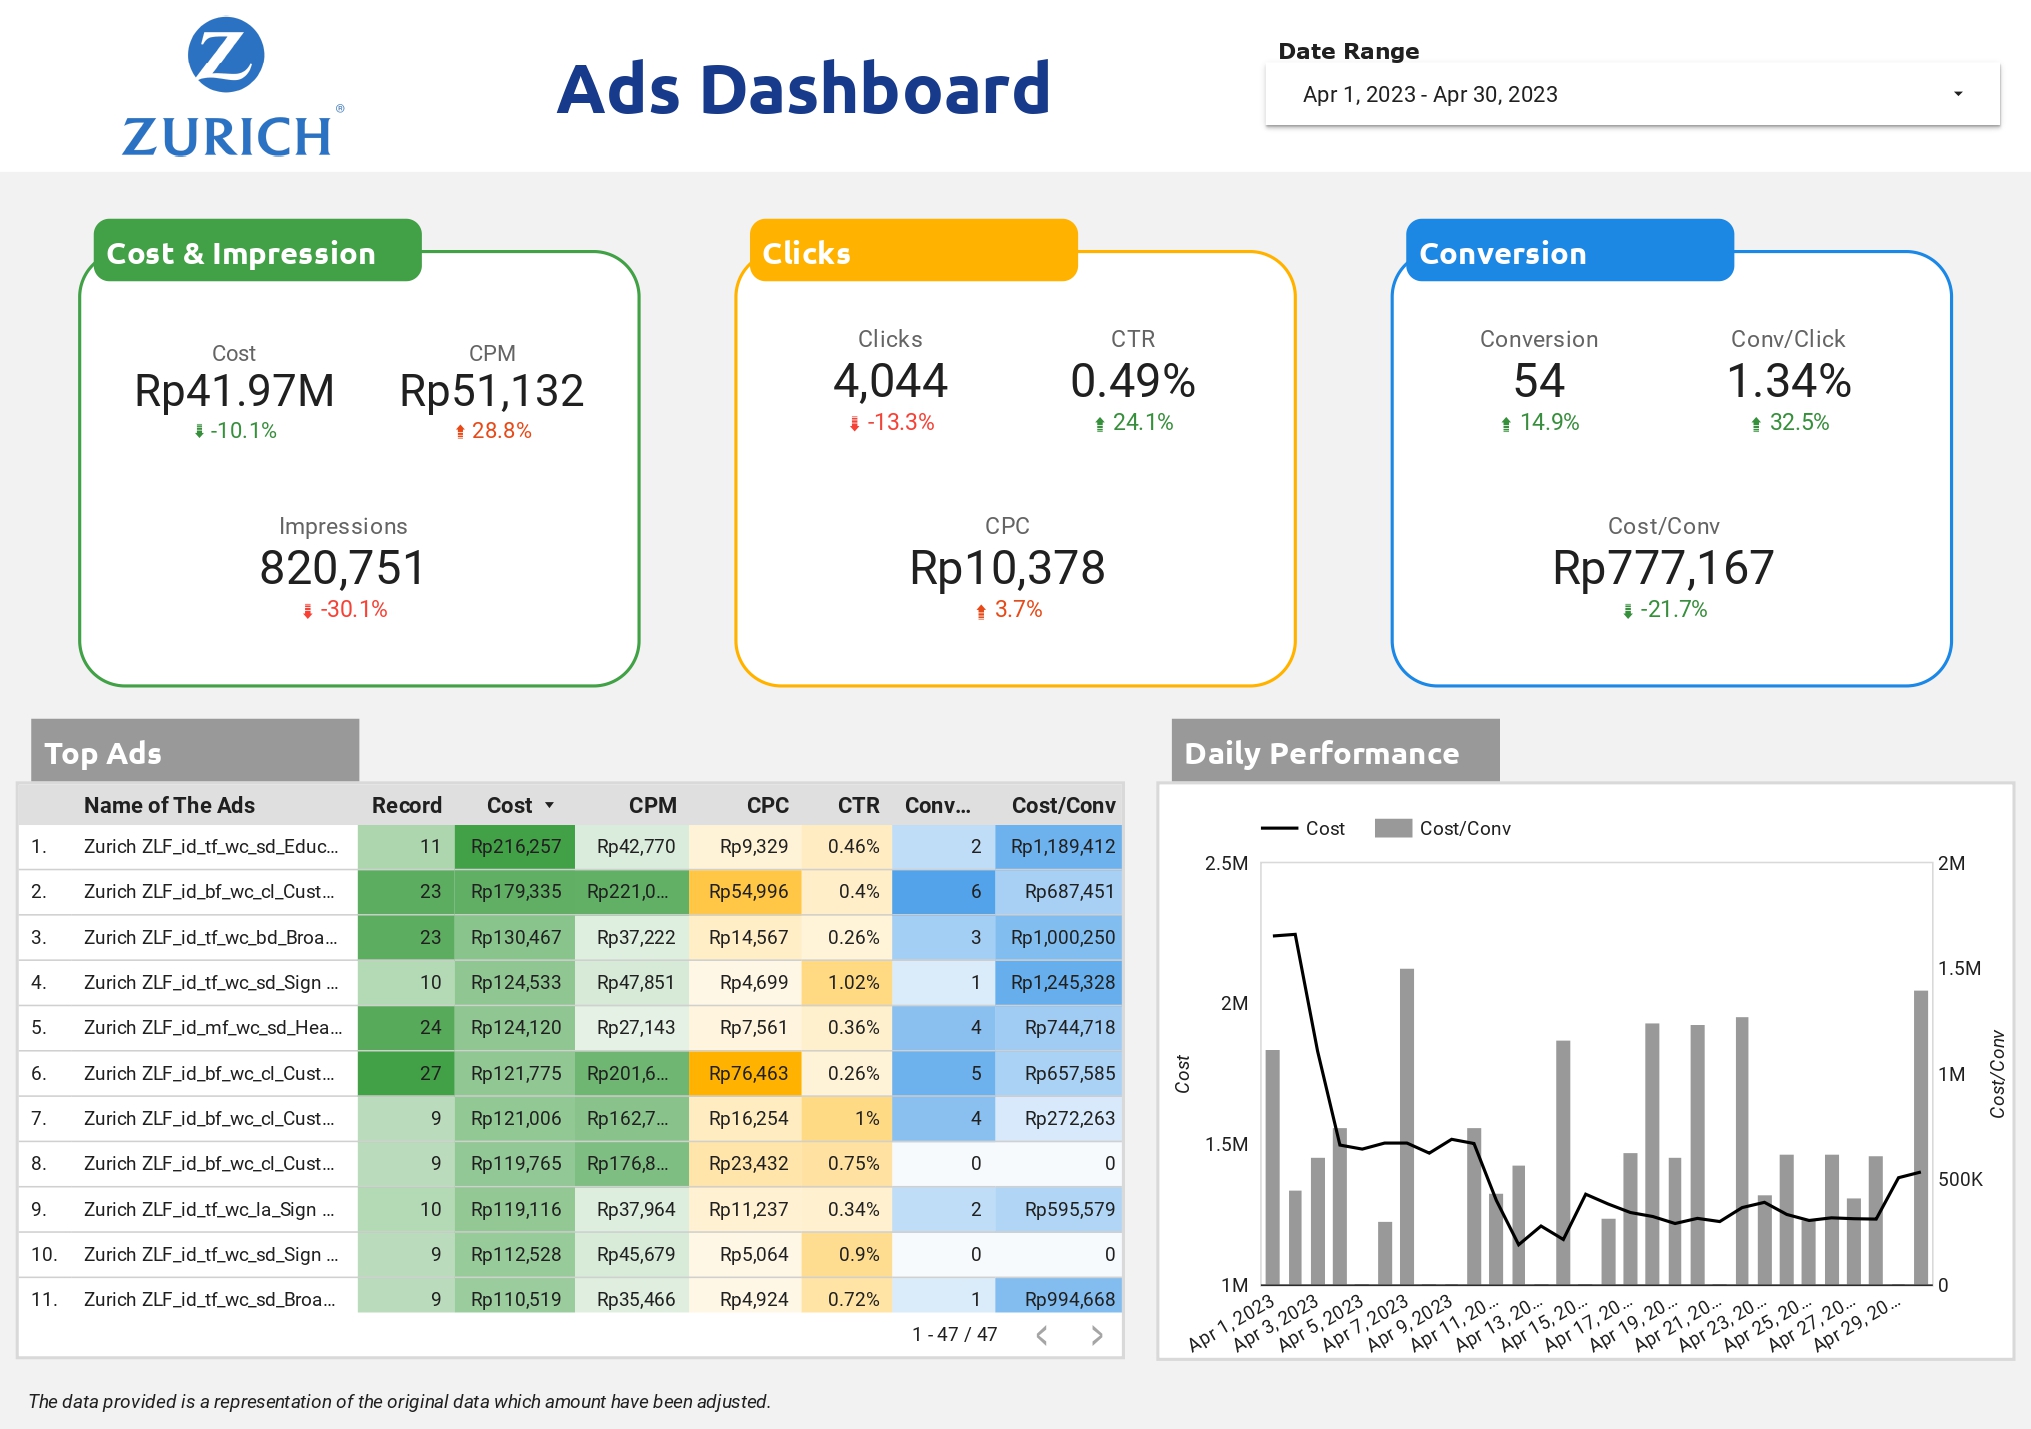 Z
ZURICH®
Ads Dashboard
Date Range
Apr 1, 2023 - Apr 30, 2023
Cost & Impression
Cost
Rp41.97M
-10.1%
CPM
Rp51,132
28.8%
Impressions
820,751
-30.1%
Clicks
Clicks
4,044
-13.3%
CTR
0.49%
24.1%
CPC
Rp10,378
3.7%
Conversion
Conversion
54
14.9%
Conv/Click
1.34%
32.5%
Cost/Conv
Rp777,167
-21.7%
Top Ads
Name of The Ads Record Cost CPM CPC CTR Conv... Cost/Conv
1. Zurich ZLF_id_tf_wc_sd_Educ... 11 Rp216,257 Rp42,770 Rp9,329 0.46% 2 Rp1,189,412
2. Zurich ZLF_id_bf_wc_cl_Cust... 23 Rp179,335 Rp221,0... Rp54,996 0.4% 6 Rp687,451
3. Zurich ZLF_id_tf_wc_bd_Broa... 23 Rp130,467 Rp37,222 Rp14,567 0.26% 3 Rp1,000,250
4. Zurich ZLF_id_tf_wc_sd_Sign ... 10 Rp124,533 Rp47,851 Rp4,699 1.02% 1 Rp1,245,328
5. Zurich ZLF_id_mf_wc_sd_Hea... 24 Rp124,120 Rp27,143 Rp7,561 0.36% 4 Rp744,718
6. Zurich ZLF_id_bf_wc_cl_Cust... 27 Rp121,775 Rp201,6... Rp76,463 0.26% 5 Rp657,585
7. Zurich ZLF_id_bf_wc_cl_Cust... 9 Rp121,006 Rp162,7... Rp16,254 1% 4 Rp272,263
8. Zurich ZLF_id_bf_wc_cl_Cust... 9 Rp119,765 Rp176,8... Rp23,432 0.75% 0 0
9. Zurich ZLF_id_tf_wc_la_Sign ... 10 Rp119,116 Rp37,964 Rp11,237 0.34% 2 Rp595,579
10. Zurich ZLF_id_tf_wc_sd_Sign ... 9 Rp112,528 Rp45,679 Rp5,064 0.9% 0 0
11. Zurich ZLF_id_tf_wc_sd_Broa... 9 Rp110,519 Rp35,466 Rp4,924 0.72% 1 Rp994,668
1 - 47 / 47
Daily Performance
Cost Cost/Conv
2.5M
2M
1.5M
1M
Cost
2M
1.5M
1M
500K
0
Cost/Conv
Apr 1, 2023
Apr 3, 2023
Apr 5, 2023
Apr 7, 2023
Apr 9, 2023
Apr 11, 20...
Apr 13, 20...
Apr 15, 20...
Apr 17, 20...
Apr 19, 20...
Apr 21, 20...
Apr 23, 20...
Apr 25, 20...
Apr 27, 20...
Apr 29, 20...
The data provided is a representation of the original data which amount have been adjusted.